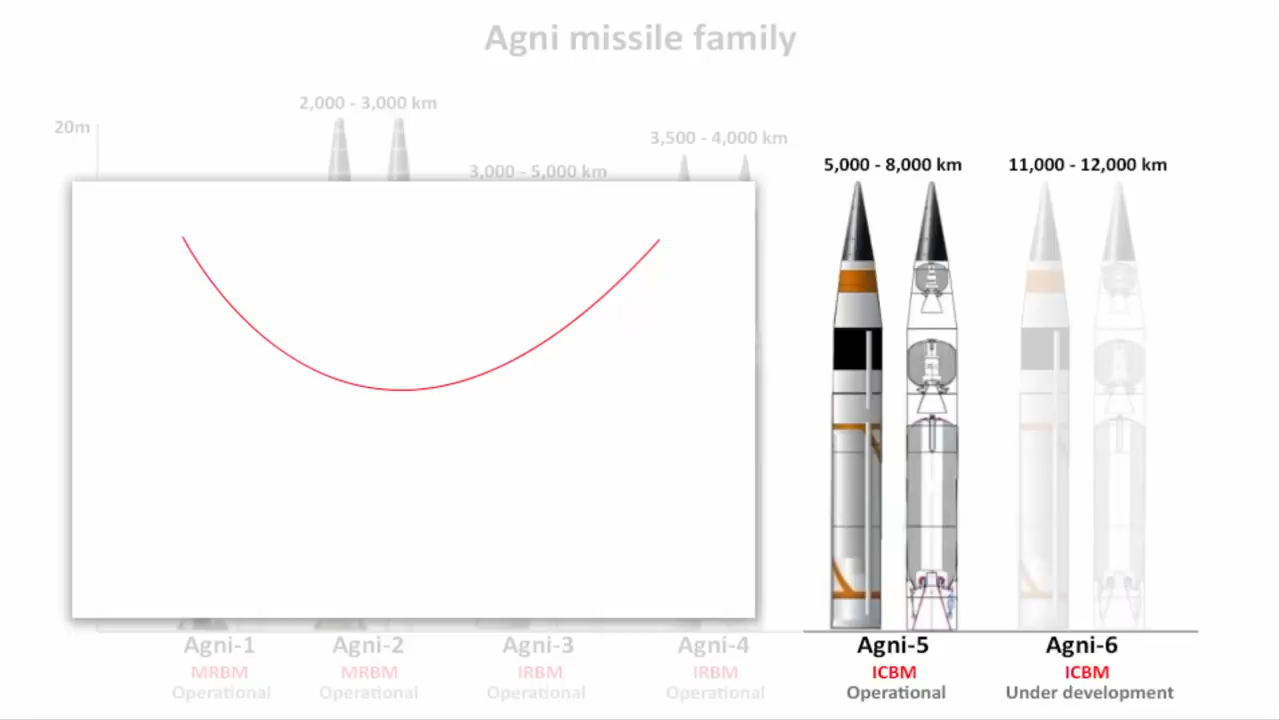 Agni missile family
2,000 - 3,000 km
20m
3,500 - 4,000 km
5,000 - 8,000 km
11,000 - 12,000 km
3,000 - 5,000 km
Agni-1
Agni-2
Agni-3
Agni-4
Agni-5
Agni-6
MRBM
MRBM
IRBM
IRBM
ICBM
ICBM
Operational
Operational
Operational
Operational
Operational
Under development